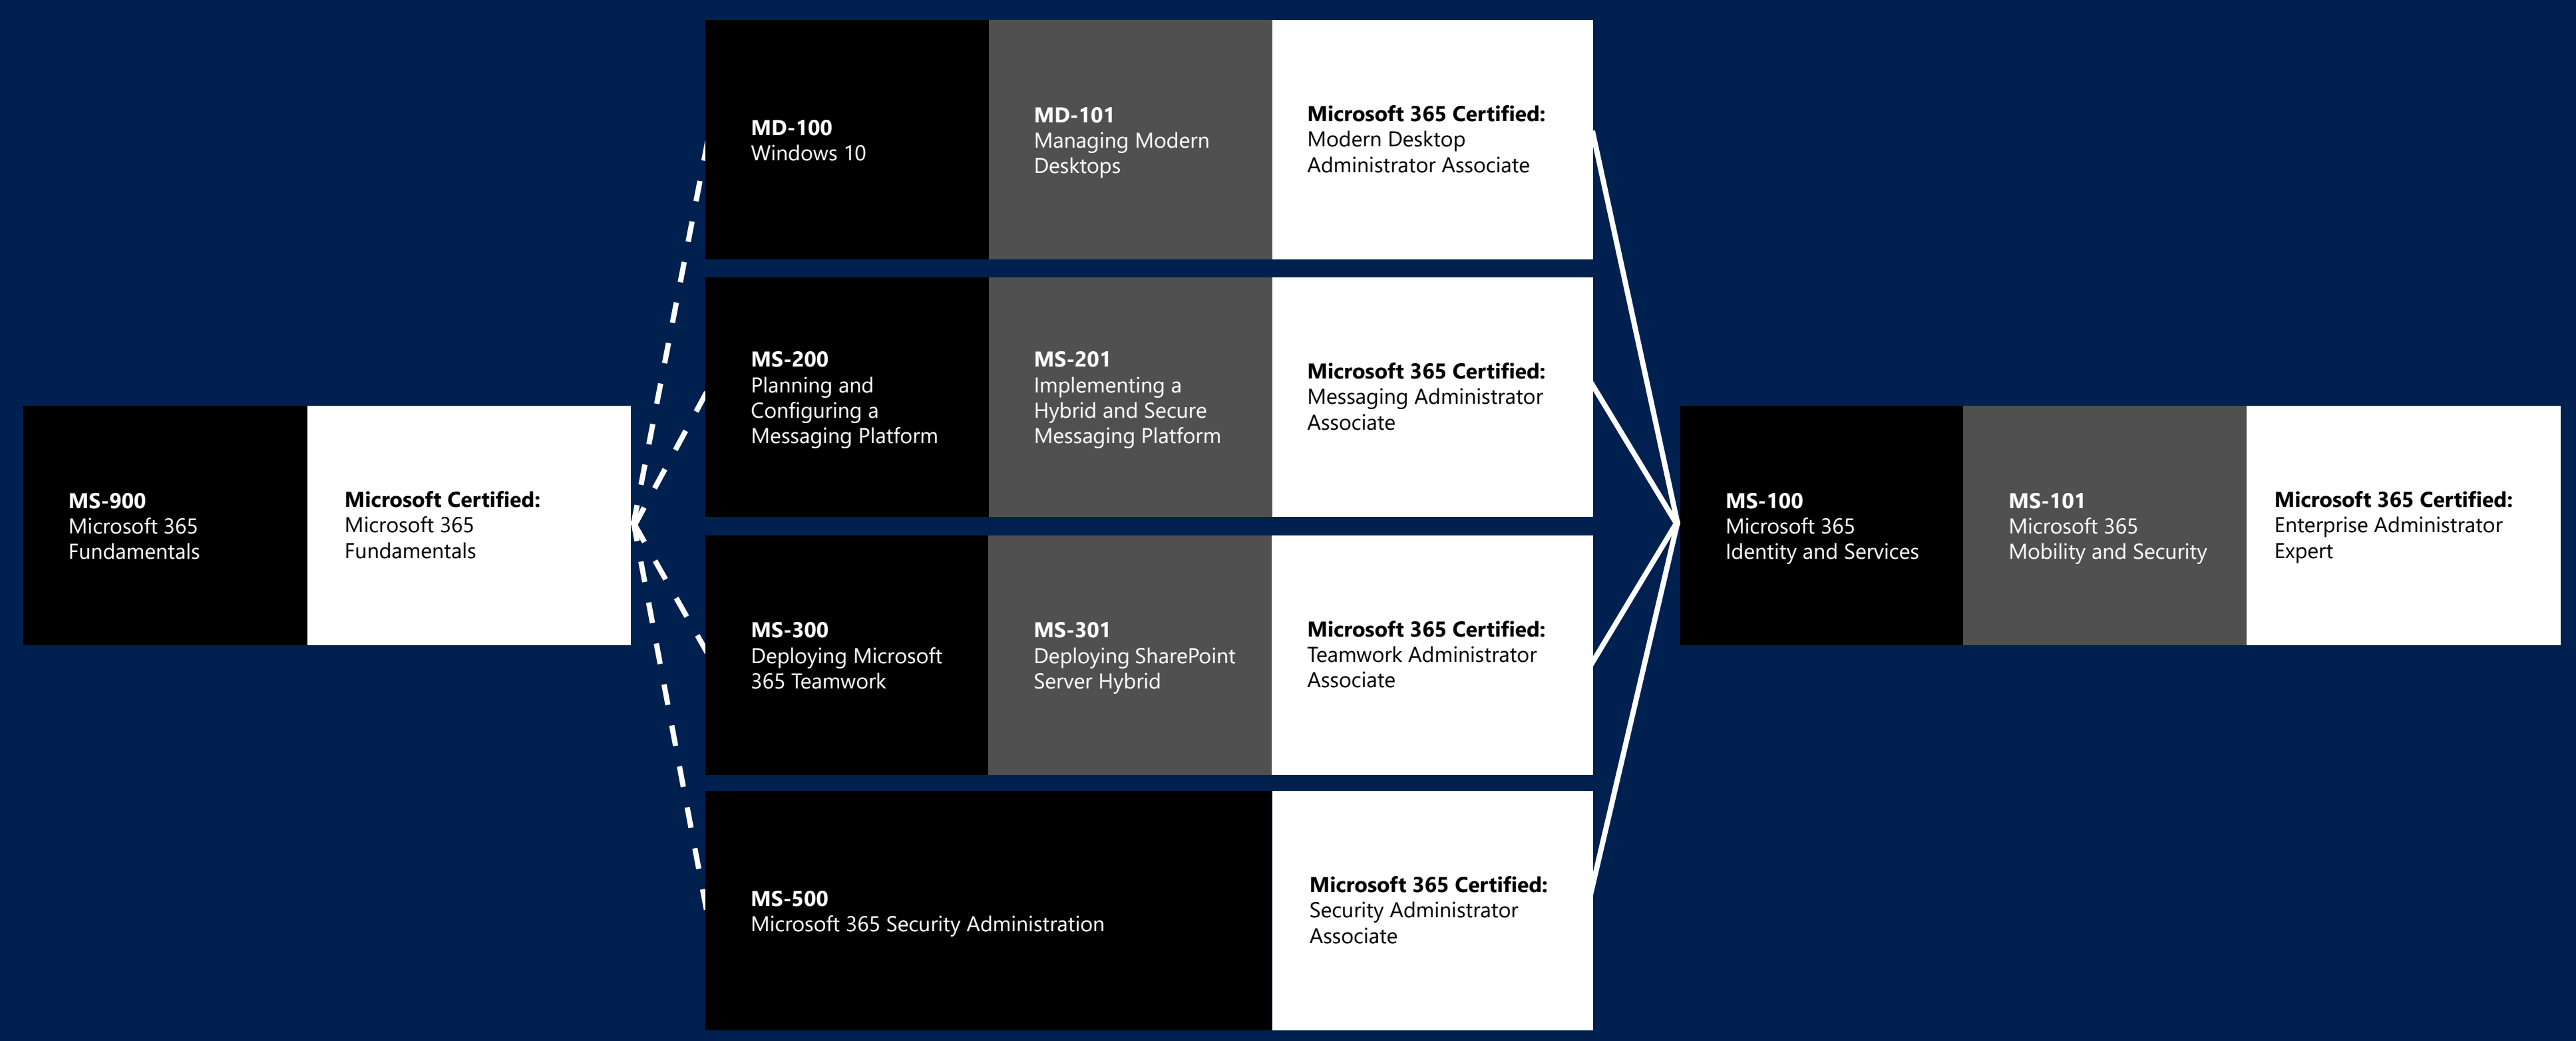 MS-900
Microsoft 365
Fundamentals
Microsoft Certified:
Microsoft 365
Fundamentals
MD-100
Windows 10
MD-101
Managing Modern
Desktops
Microsoft 365 Certified:
Modern Desktop
Administrator Associate
MS-200
Planning and
Configuring a
Messaging Platform
MS-201
Implementing a
Hybrid and Secure
Messaging Platform
Microsoft 365 Certified:
Messaging Administrator
Associate
MS-300
Deploying Microsoft
365 Teamwork
MS-301
Deploying SharePoint
Server Hybrid
Microsoft 365 Certified:
Teamwork Administrator
Associate
MS-500
Microsoft 365 Security Administration
Microsoft 365 Certified:
Security Administrator
Associate
MS-100
Microsoft 365
Identity and Services
MS-101
Microsoft 365
Mobility and Security
Microsoft 365 Certified:
Enterprise Administrator
Expert